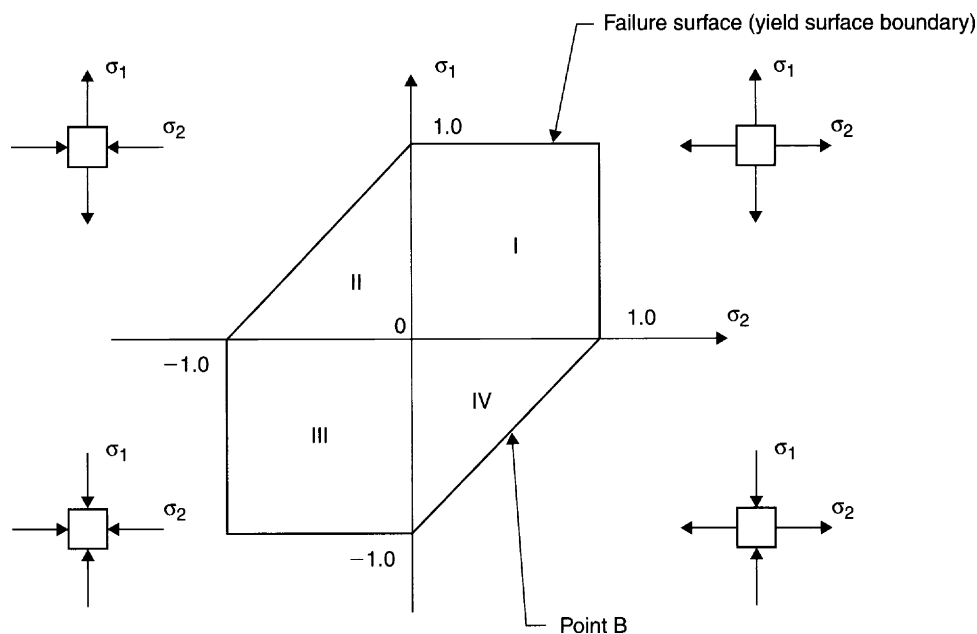 Failure surface (yield surface boundary)
σ1
σ1
σ1
σ2
1.0
σ2
I
II
0
1.0
σ2
−1.0
IV
III
σ1
σ1
σ2
σ2
−1.0
Point B